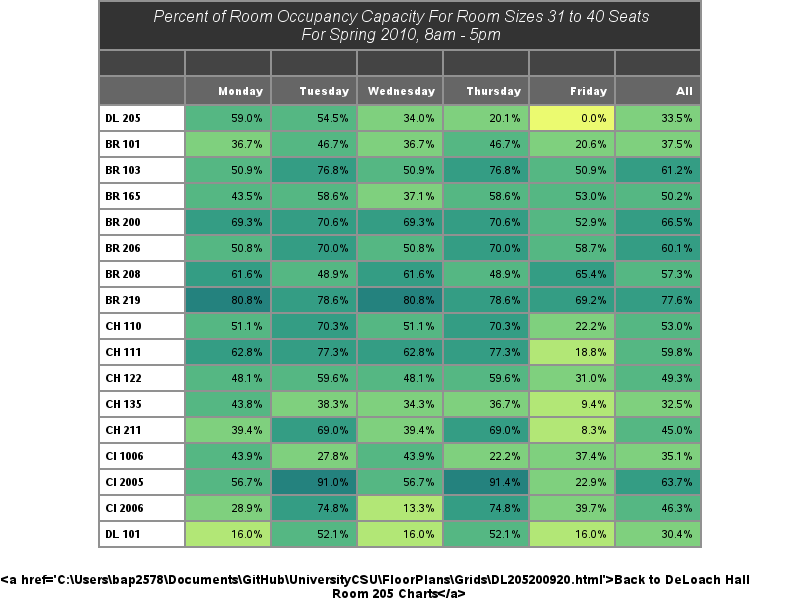 Percent of Room Occupancy Capacity For Room Sizes 31 to 40 Seats
For Spring 2010, 8am - 5pm
Monday Tuesday Wednesday Thursday Friday All
DL 205 59.0% 54.5% 34.0% 20.1% 0.0% 33.5%
BR 101 36.7% 46.7% 36.7% 46.7% 20.6% 37.5%
BR 103 50.9% 76.8% 50.9% 76.8% 50.9% 61.2%
BR 165 43.5% 58.6% 37.1% 58.6% 53.0% 50.2%
BR 200 69.3% 70.6% 69.3% 70.6% 52.9% 66.5%
BR 206 50.8% 70.0% 50.8% 70.0% 58.7% 60.1%
BR 208 61.6% 48.9% 61.6% 48.9% 65.4% 57.3%
BR 219 80.8% 78.6% 80.8% 78.6% 69.2% 77.6%
CH 110 51.1% 70.3% 51.1% 70.3% 22.2% 53.0%
CH 111 62.8% 77.3% 62.8% 77.3% 18.8% 59.8%
CH 122 48.1% 59.6% 48.1% 59.6% 31.0% 49.3%
CH 135 43.8% 38.3% 34.3% 36.7% 9.4% 32.5%
CH 211 39.4% 69.0% 39.4% 69.0% 8.3% 45.0%
CI 1006 43.9% 27.8% 43.9% 22.2% 37.4% 35.1%
CI 2005 56.7% 91.0% 56.7% 91.4% 22.9% 63.7%
CI 2006 28.9% 74.8% 13.3% 74.8% 39.7% 46.3%
DL 101 16.0% 52.1% 16.0% 52.1% 16.0% 30.4%
<a href='C:\Users\bap2578\Documents\GitHub\UniversityCSU\FloorPlans\Grids\DL205200920.html'>Back to DeLoach Hall
Room 205 Charts</a>